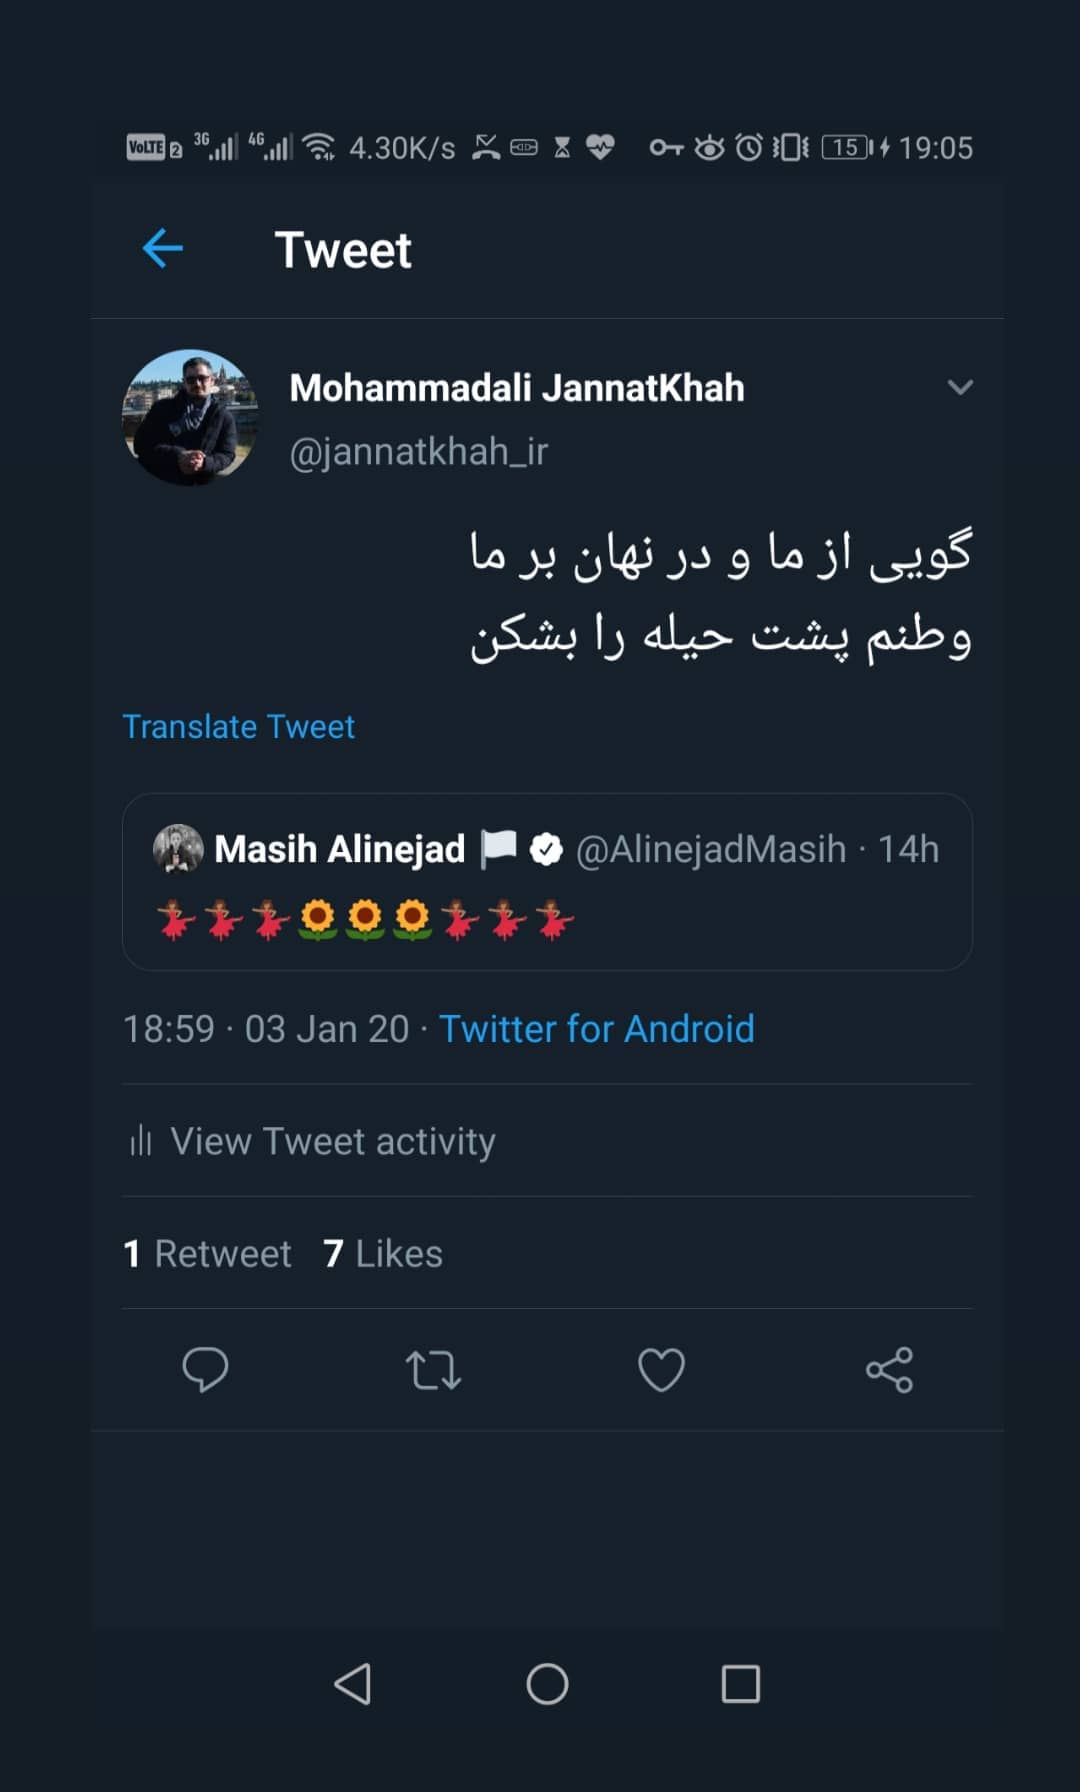 VoLTE 2 3G 4G 4.30K/s 15 19:05
Tweet
Mohammadali JannatKhah
@jannatkhah_ir
گویی از ما و در نهان بر ما
وطنم پشت حیله را بشکن
Translate Tweet
Masih Alinejad 🏳️ @AlinejadMasih · 14h
💃💃💃🌻🌻🌻💃💃💃
18:59 · 03 Jan 20 · Twitter for Android
View Tweet activity
1 Retweet 7 Likes